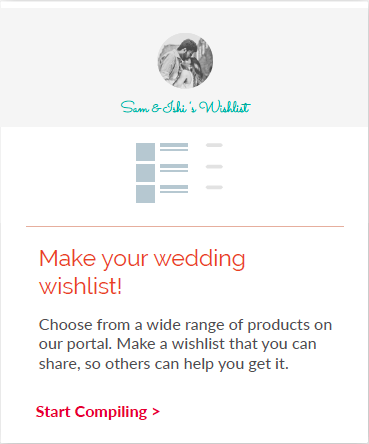 Sam & Ishi's Wishlist
Make your wedding
wishlist!
Choose from a wide range of products on
our portal. Make a wishlist that you can
share, so others can help you get it.
Start Compiling >